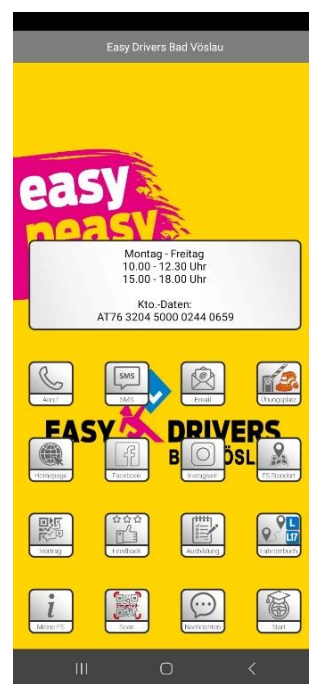 Easy Drivers Bad Vöslau
easy
peasy
Montag - Freitag
10.00 - 12.30 Uhr
15.00 - 18.00 Uhr
Kto.-Daten:
AT76 3204 5000 0244 0659
SMS
Anruf
SMS
Email
Übungsplatz
EASY DRIVERS
Homepage
Facebook
Instagram
FS Standort
L
L17
Vortrag
Feedback
Ausbildung
Fahrtenbuch
i
Meine FS
Scan
Nachrichten
Start